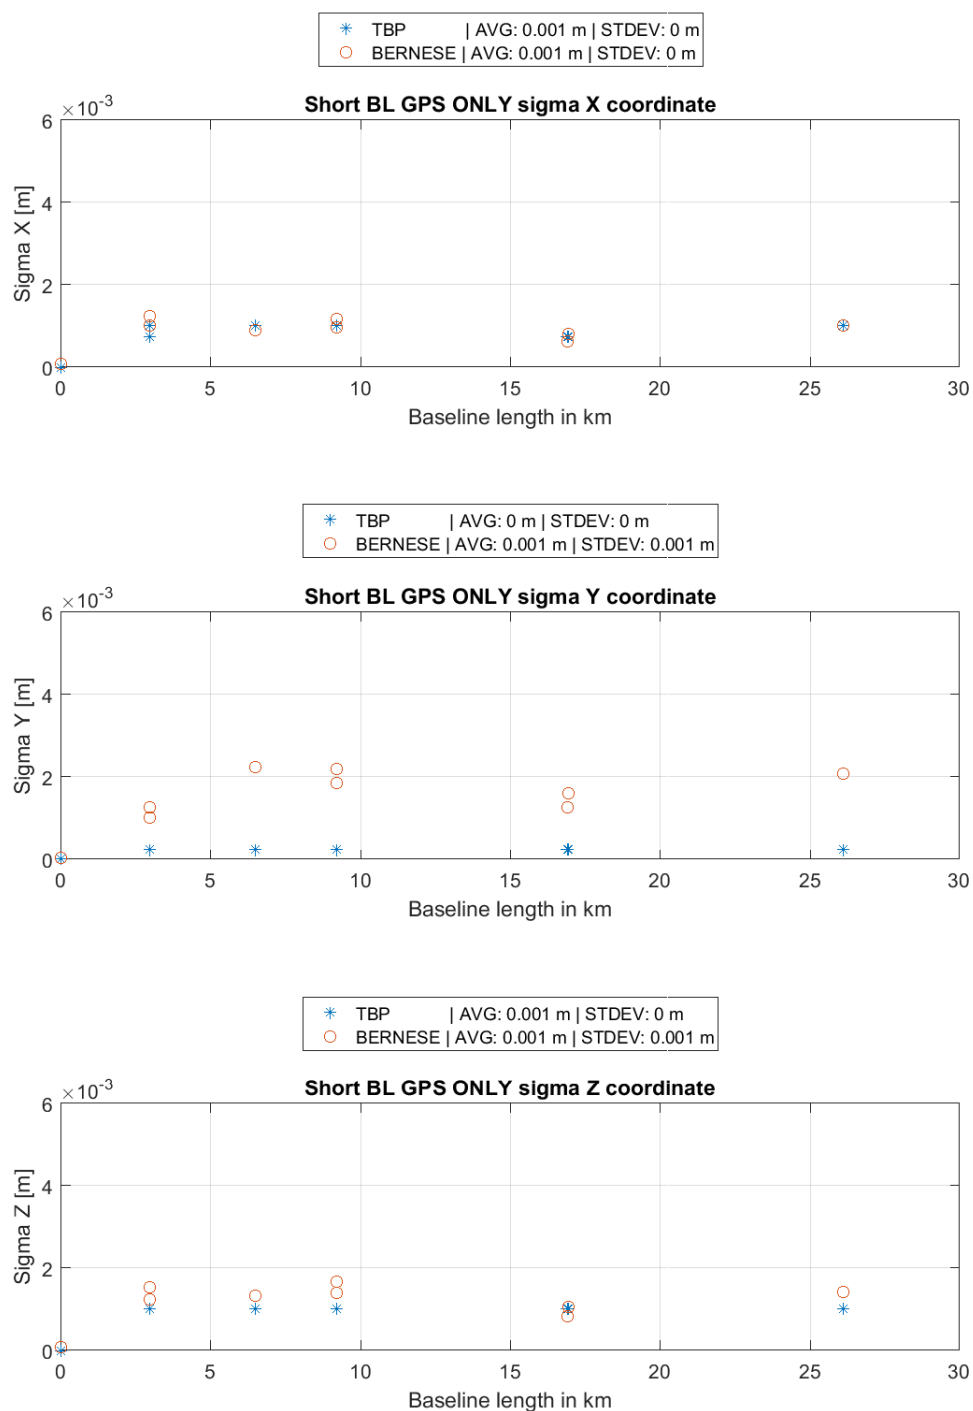 TBP | AVG: 0.001 m | STDEV: 0 m
BERNESE | AVG: 0.001 m | STDEV: 0 m
Short BL GPS ONLY sigma X coordinate
×10^-3
6
4
2
0
Sigma X [m]
0 5 10 15 20 25 30
Baseline length in km
TBP | AVG: 0 m | STDEV: 0 m
BERNESE | AVG: 0.001 m | STDEV: 0.001 m
Short BL GPS ONLY sigma Y coordinate
×10^-3
6
4
2
0
Sigma Y [m]
0 5 10 15 20 25 30
Baseline length in km
TBP | AVG: 0.001 m | STDEV: 0 m
BERNESE | AVG: 0.001 m | STDEV: 0.001 m
Short BL GPS ONLY sigma Z coordinate
×10^-3
6
4
2
0
Sigma Z [m]
0 5 10 15 20 25 30
Baseline length in km